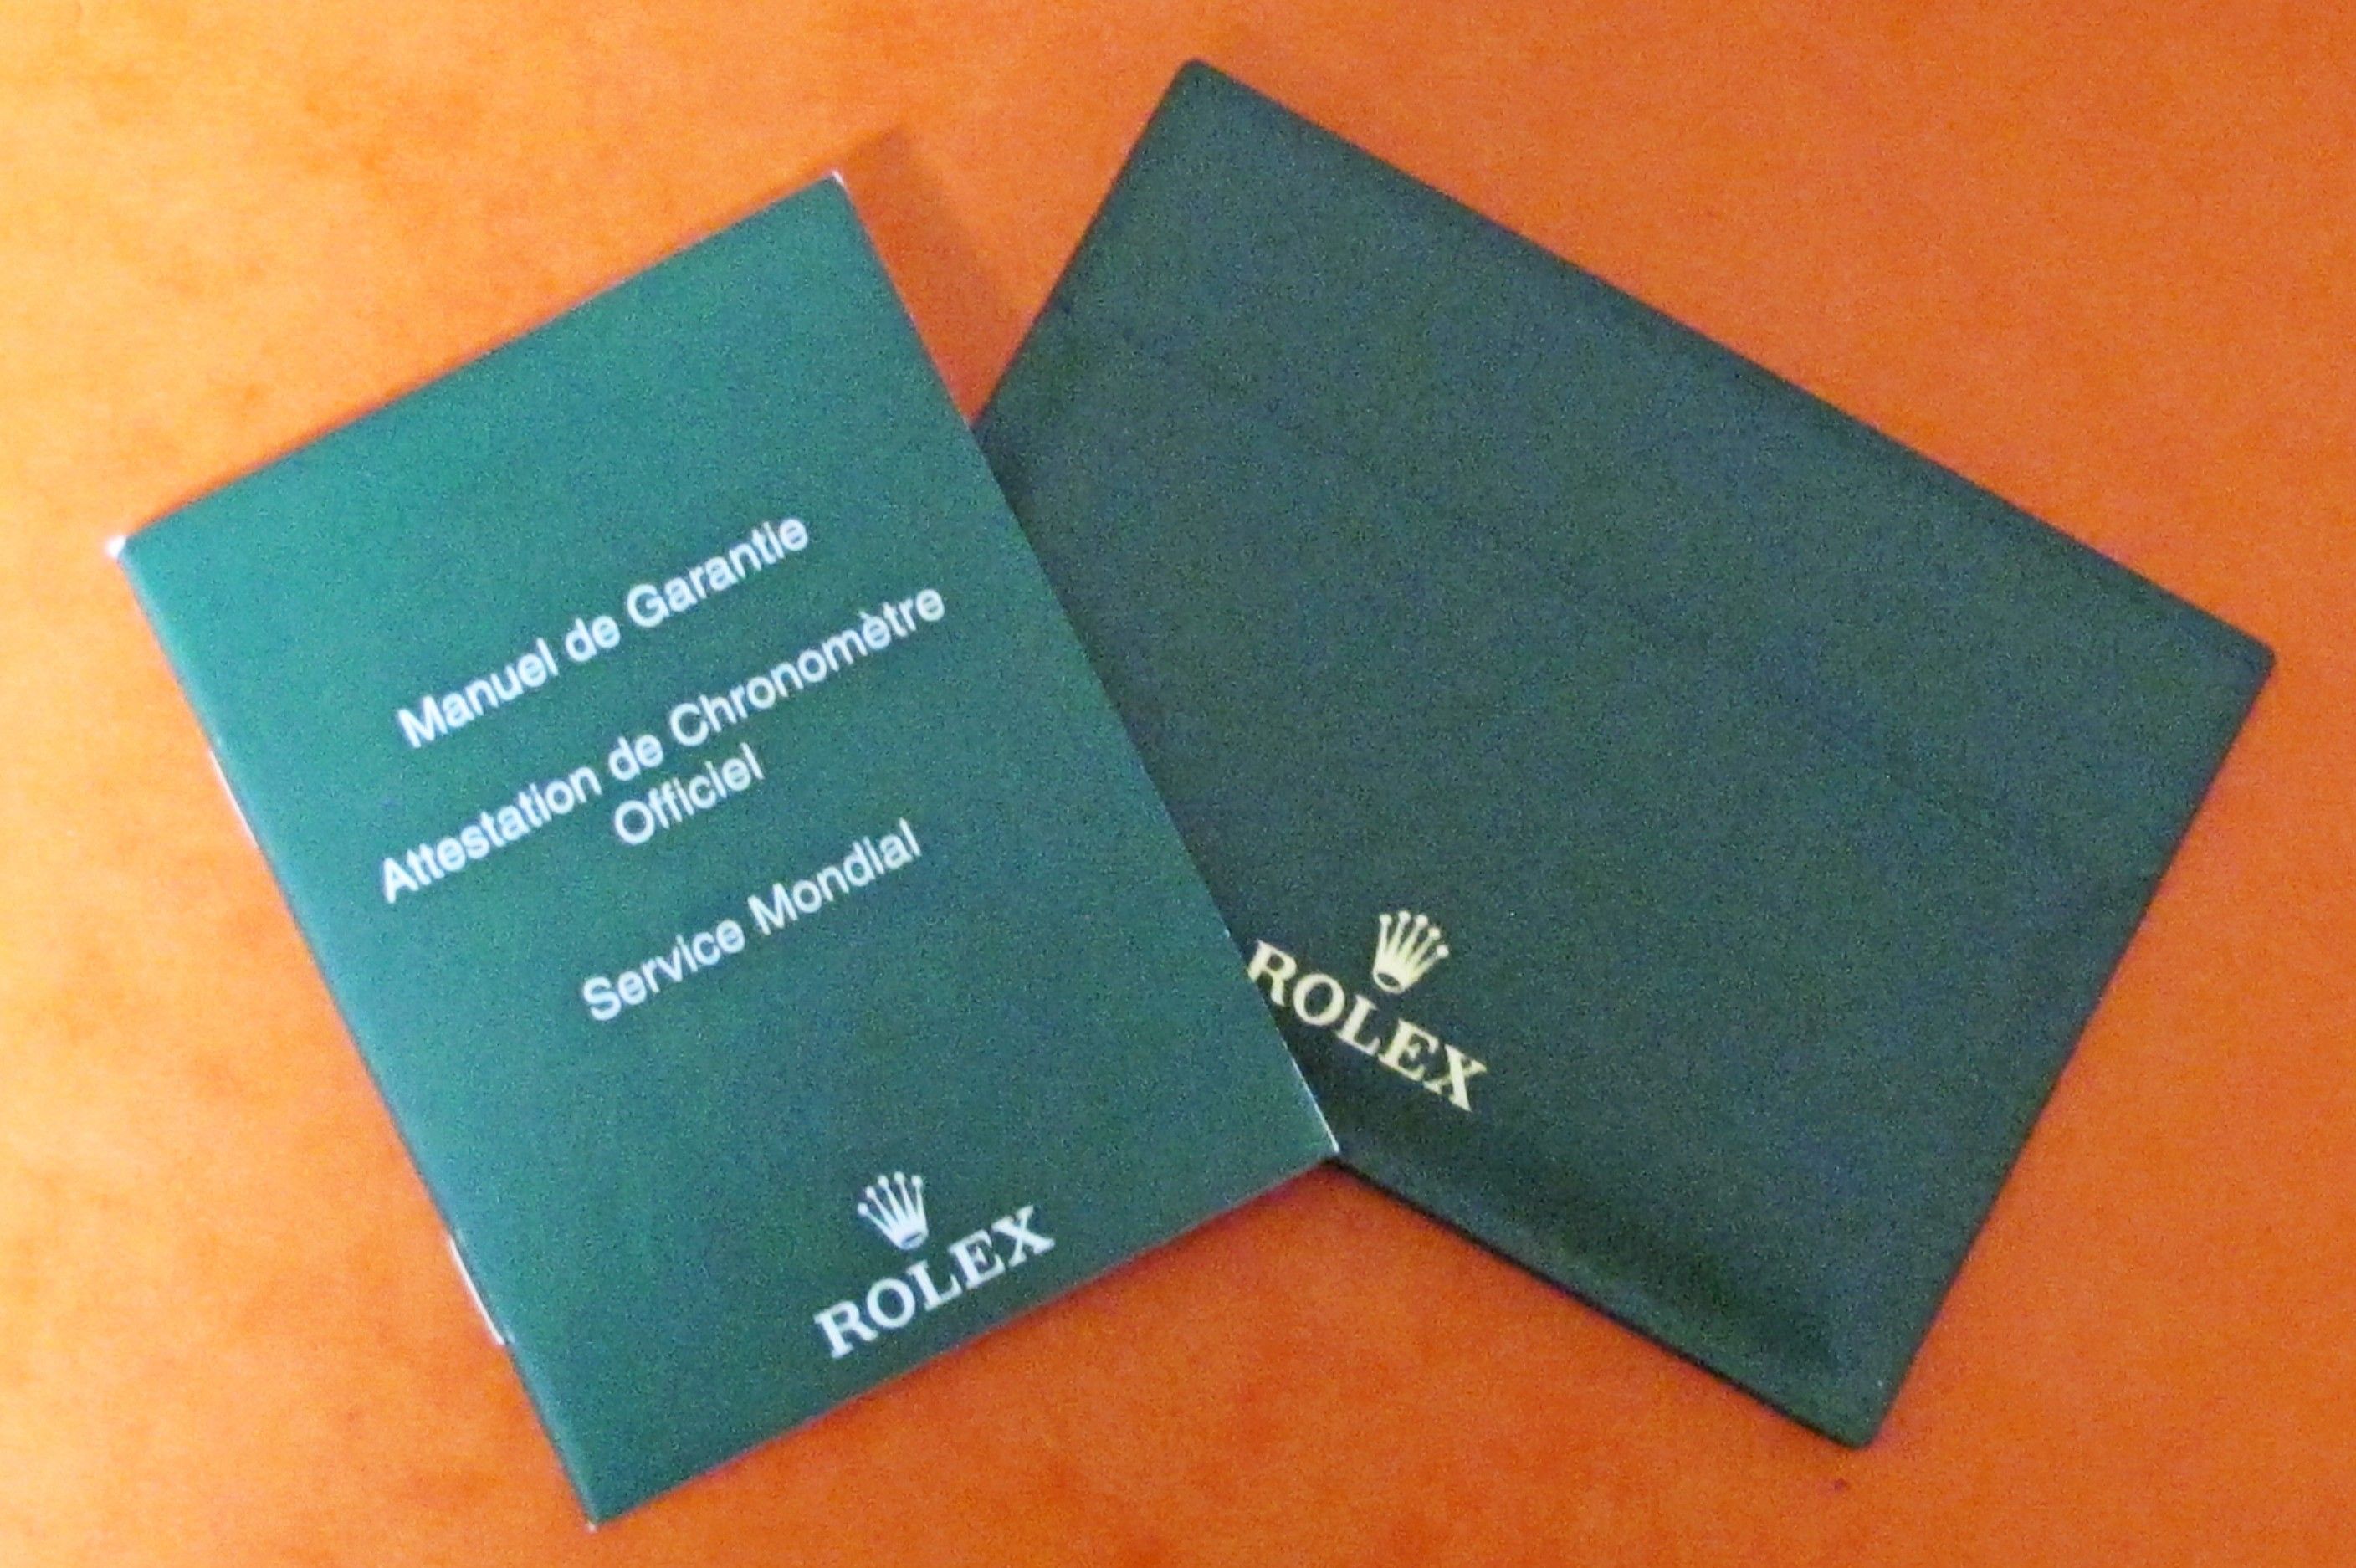 Manuel de Garantie
Attestation de Chronomètre
Officiel
Service Mondial
ROLEX
ROLEX